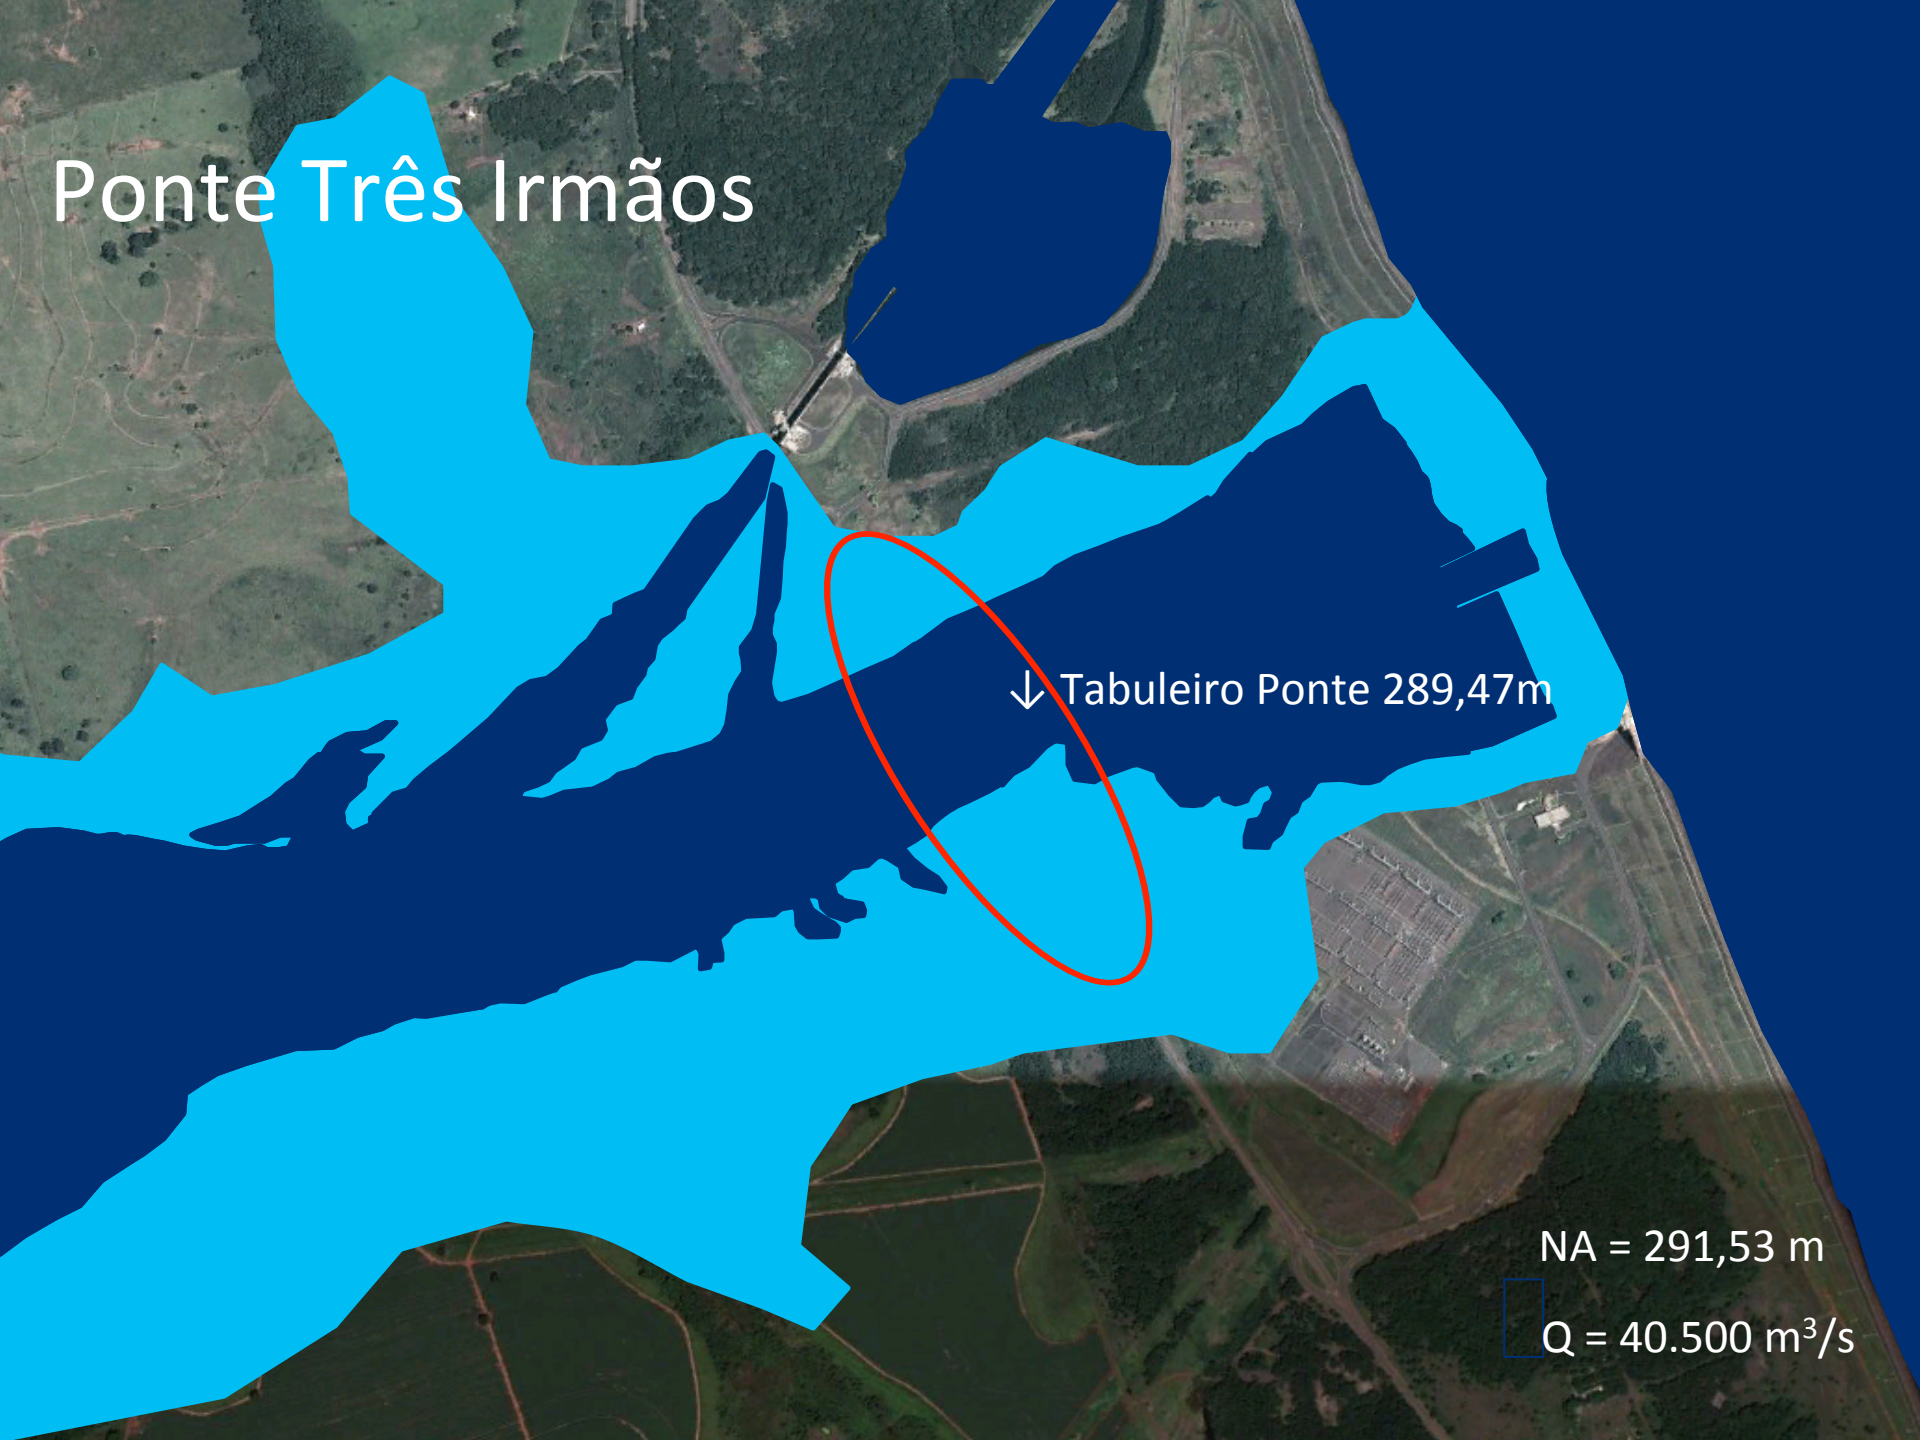 Ponte Três Irmãos
↓ Tabuleiro Ponte 289,47m
NA = 291,53 m
Q = 40.500 m³/s